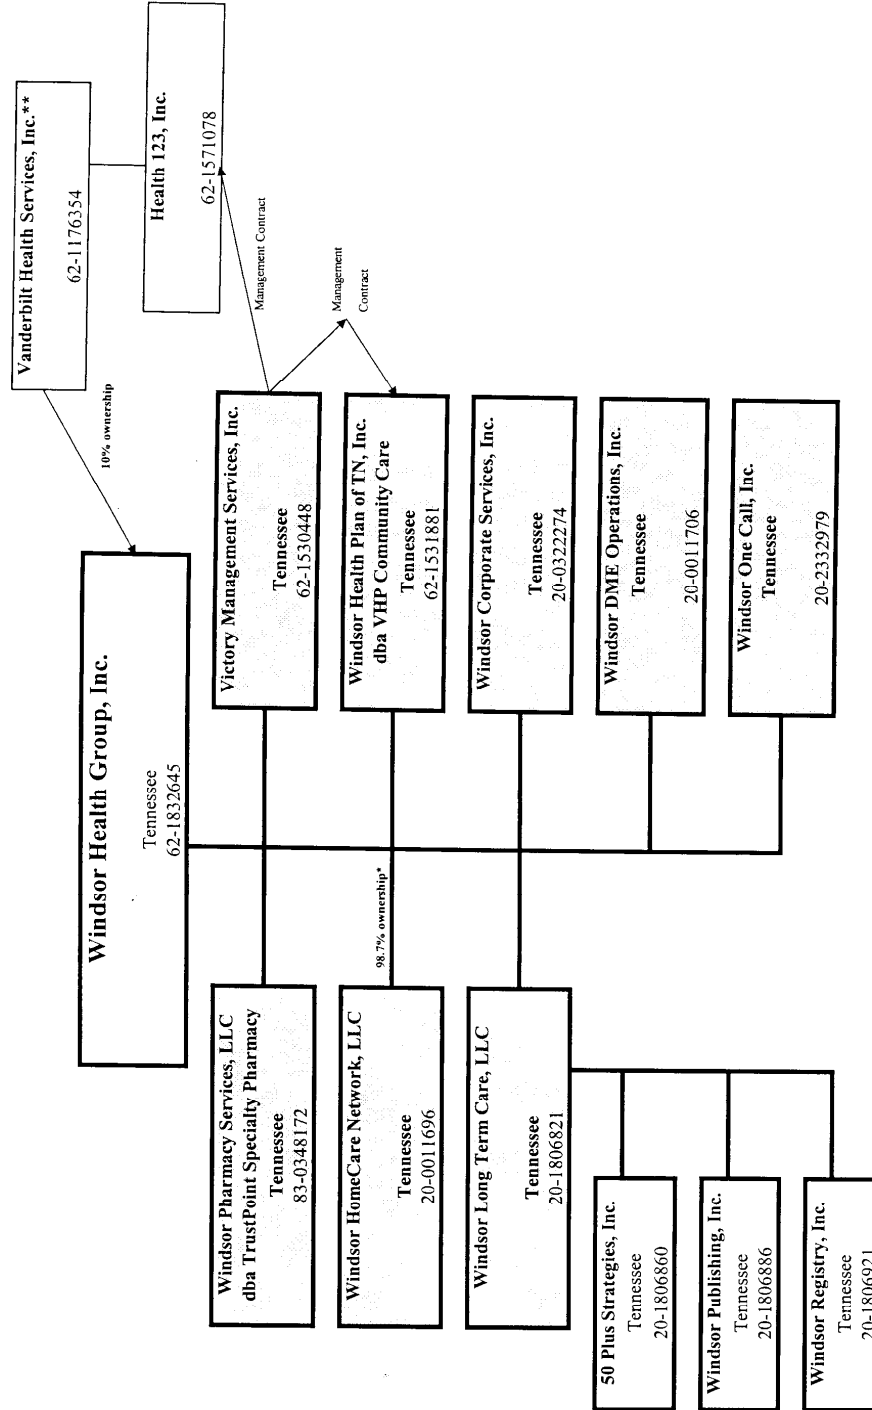 Vanderbilt Health Services, Inc.**
62-1176354
Health 123, Inc.
62-1571078
10% ownership
Management Contract
Management
Contract
Windsor Health Group, Inc.
Tennessee
62-1832645
Windsor Pharmacy Services, LLC
dba TrustPoint Specialty Pharmacy
Tennessee
83-0348172
Victory Management Services, Inc.
Tennessee
62-1530448
98.7% ownership*
Windsor HomeCare Network, LLC
Tennessee
20-0011696
Windsor Health Plan of TN, Inc.
dba VHP Community Care
Tennessee
62-1531881
Windsor Long Term Care, LLC
Tennessee
20-1806821
Windsor Corporate Services, Inc.
Tennessee
20-0322274
50 Plus Strategies, Inc.
Tennessee
20-1806860
Windsor DME Operations, Inc.
Tennessee
20-0011706
Windsor Publishing, Inc.
Tennessee
20-1806886
Windsor One Call, Inc.
Tennessee
20-2332979
Windsor Registry, Inc.
Tennessee
20-1806921